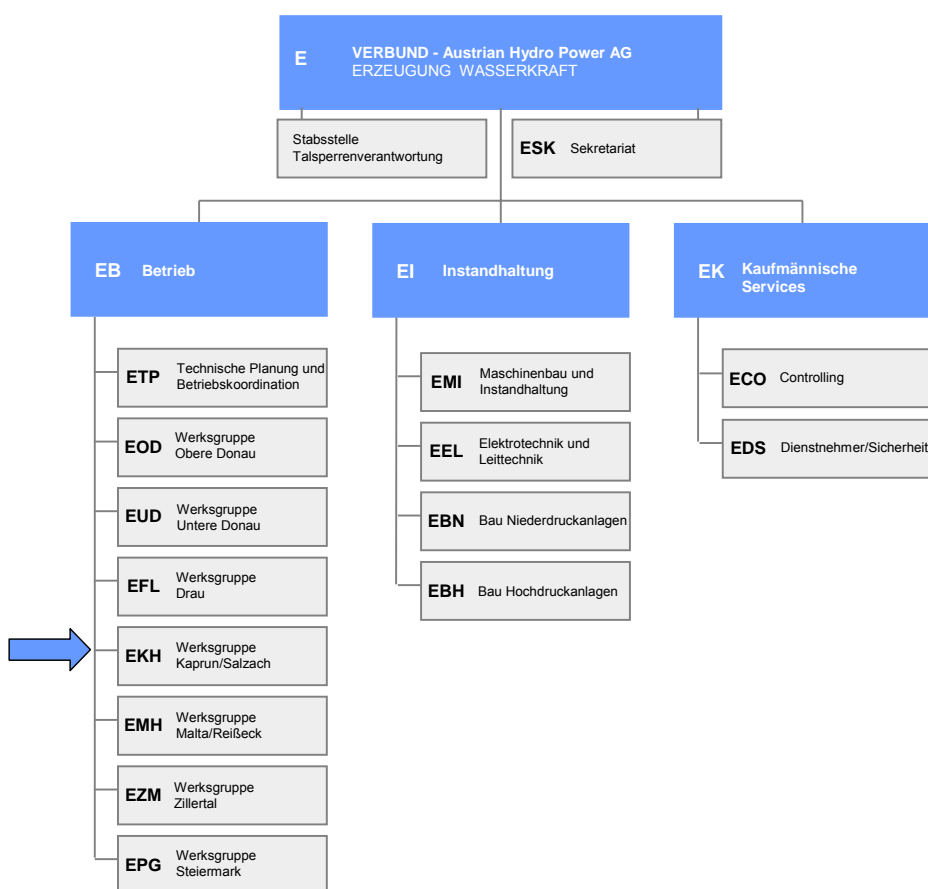 E
VERBUND - Austrian Hydro Power AG
ERZEUGUNG WASSERKRAFT
Stabsstelle
Talsperrenverantwortung
ESK Sekretariat
EB Betrieb
EI Instandhaltung
EK Kaufmännische
Services
ETP Technische Planung und
Betriebskoordination
EOD Werksgruppe
Obere Donau
EUD Werksgruppe
Untere Donau
EFL Werksgruppe
Drau
EKH Werksgruppe
Kaprun/Salzach
EMH Werksgruppe
Malta/Reißeck
EZM Werksgruppe
Zillertal
EPG Werksgruppe
Steiermark
EMI Maschinenbau und
Instandhaltung
EEL Elektrotechnik und
Leittechnik
EBN Bau Niederdruckanlagen
EBH Bau Hochdruckanlagen
ECO Controlling
EDS Dienstnehmer/Sicherheit